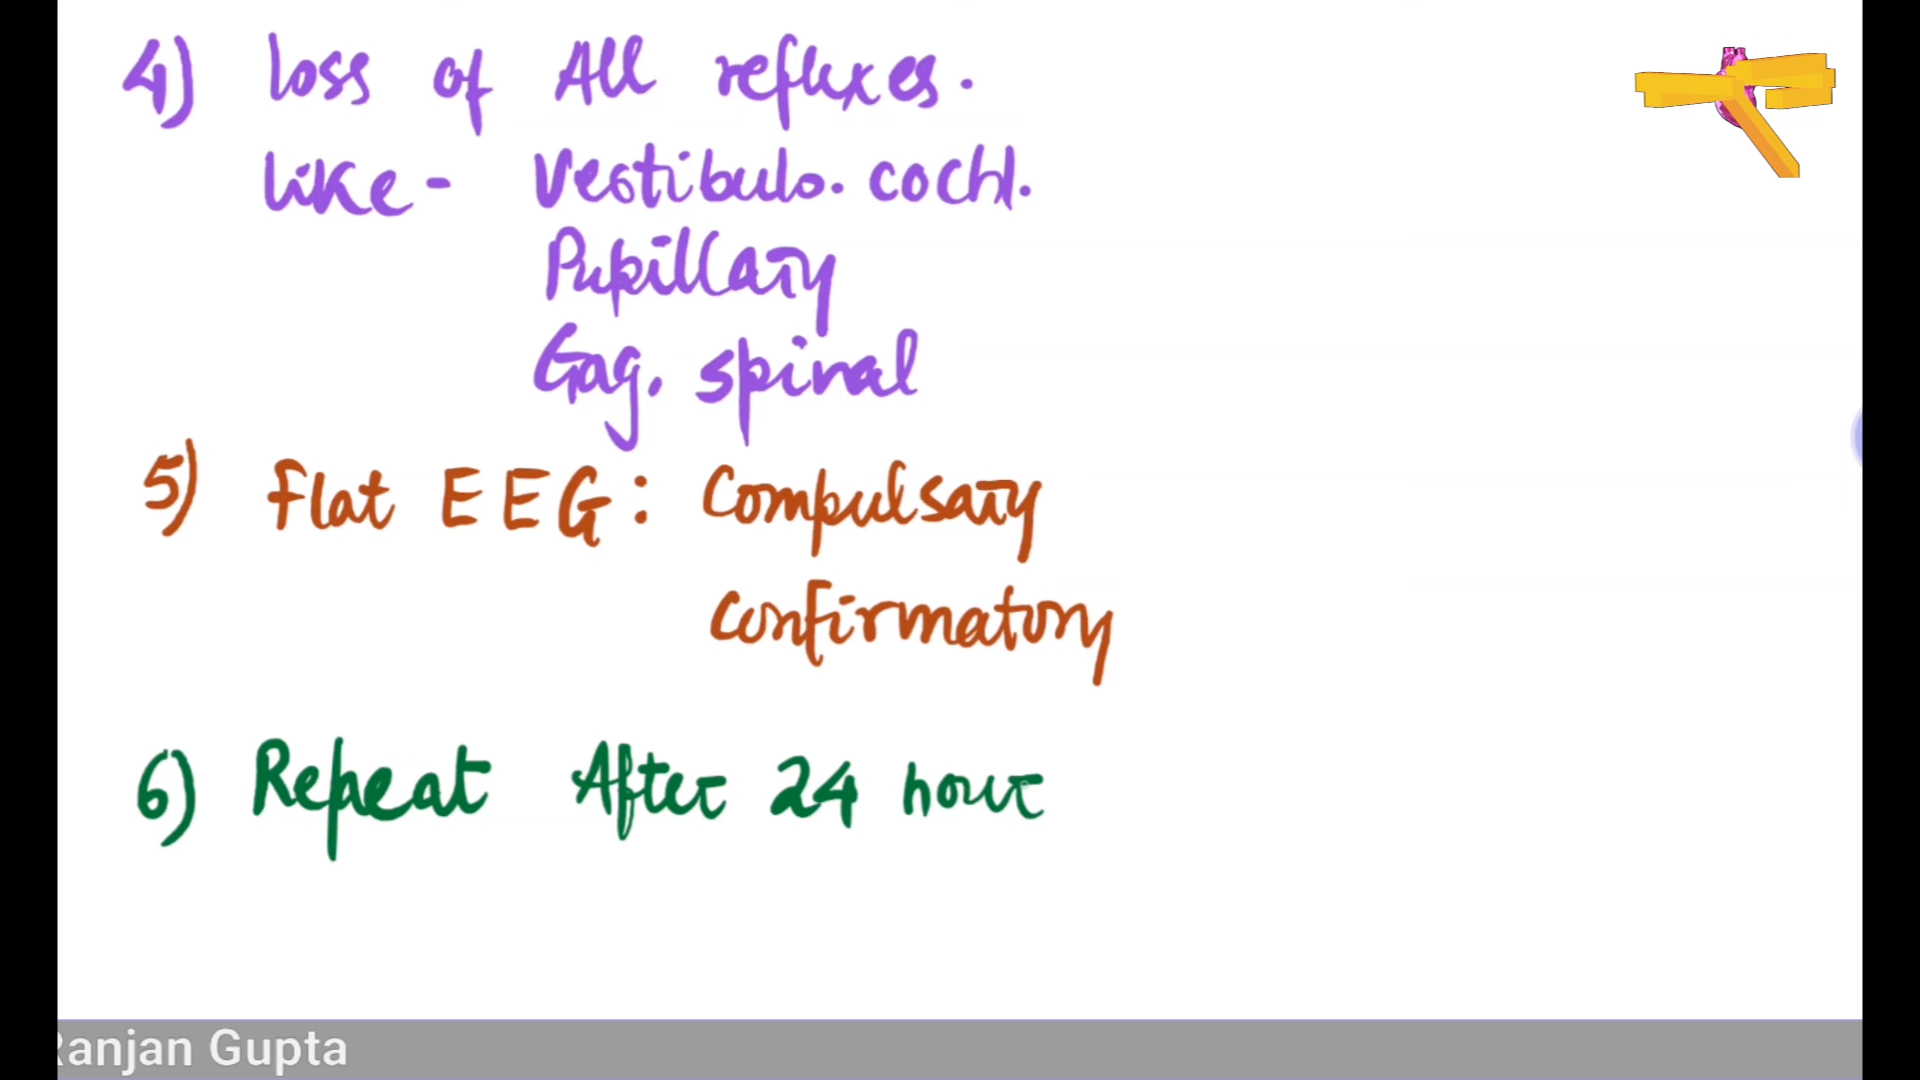 4) loss of All reflexes.
like - Vestibulo. cochl.
Pupillary
Gag. spinal
5) flat EEG: Compulsary
confirmatory
6) Repeat After 24 hour
Ranjan Gupta